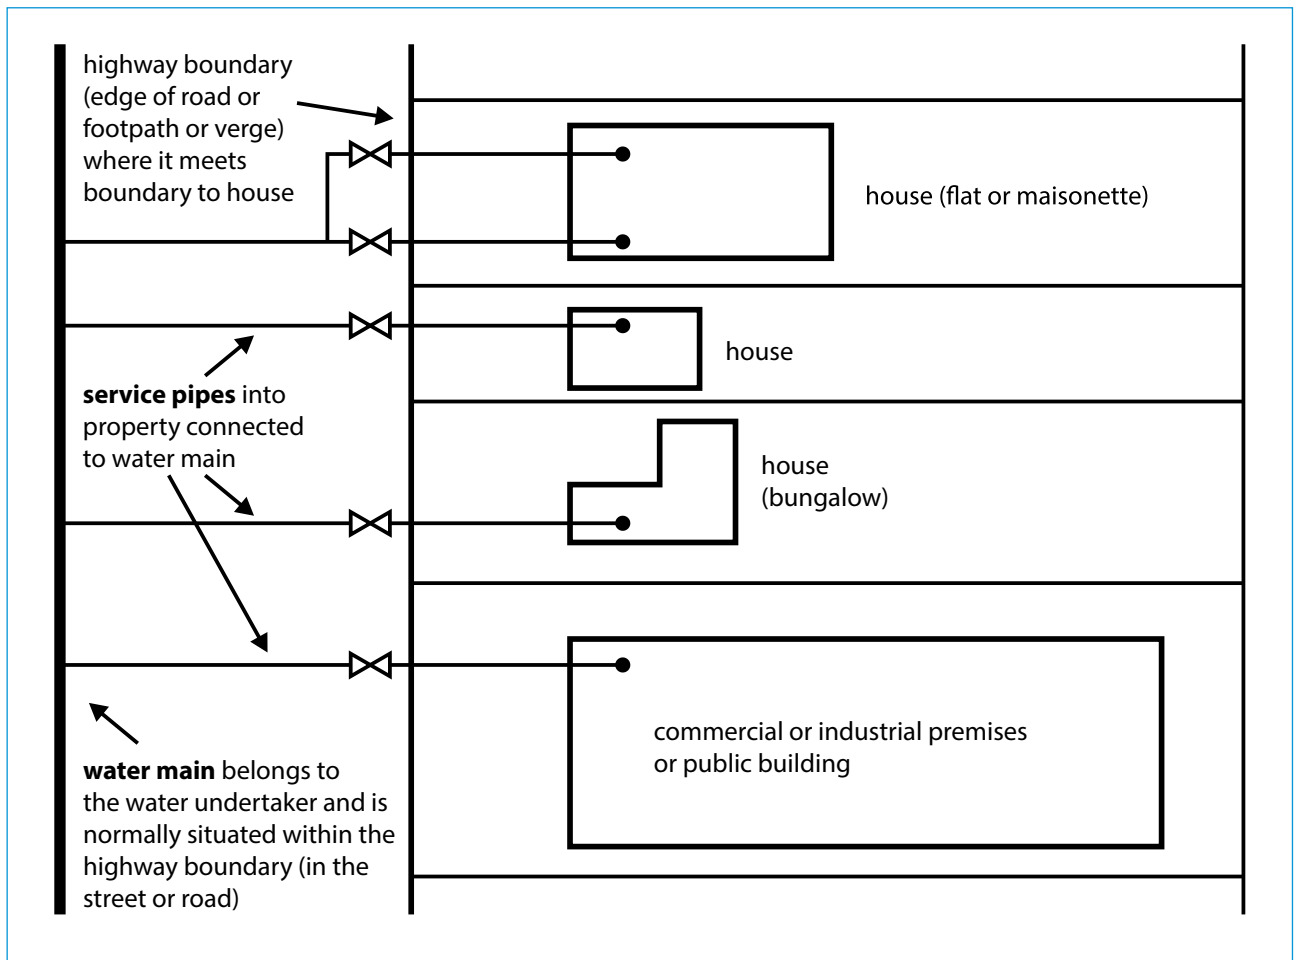 highway boundary
(edge of road or
footpath or verge)
where it meets
boundary to house
house (flat or maisonette)
house
service pipes into
property connected
to water main
house
(bungalow)
commercial or industrial premises
or public building
water main belongs to
the water undertaker and is
normally situated within the
highway boundary (in the
street or road)